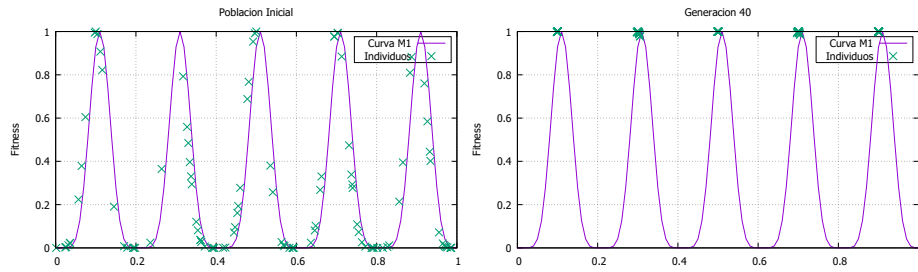 Poblacion Inicial
Fitness
1
0.8
0.6
0.4
0.2
0
0 0.2 0.4 0.6 0.8 1
Curva M1
Individuos
Generacion 40
Fitness
1
0.8
0.6
0.4
0.2
0
0 0.2 0.4 0.6 0.8
Curva M1
Individuos